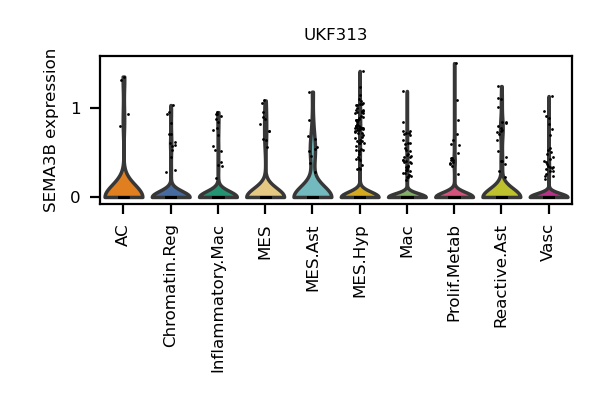 UKF313
SEMA3B expression
1
0
AC
Chromatin.Reg
Inflammatory.Mac
MES
MES.Ast
MES.Hyp
Mac
Prolif.Metab
Reactive.Ast
Vasc